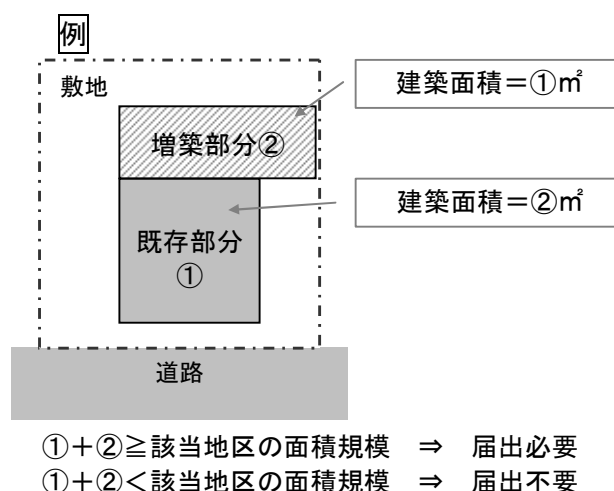 例
敷地
建築面積＝①㎡
増築部分②
建築面積＝②㎡
既存部分
①
道路
①＋②≧該当地区の面積規模　⇒　届出必要
①＋②＜該当地区の面積規模　⇒　届出不要